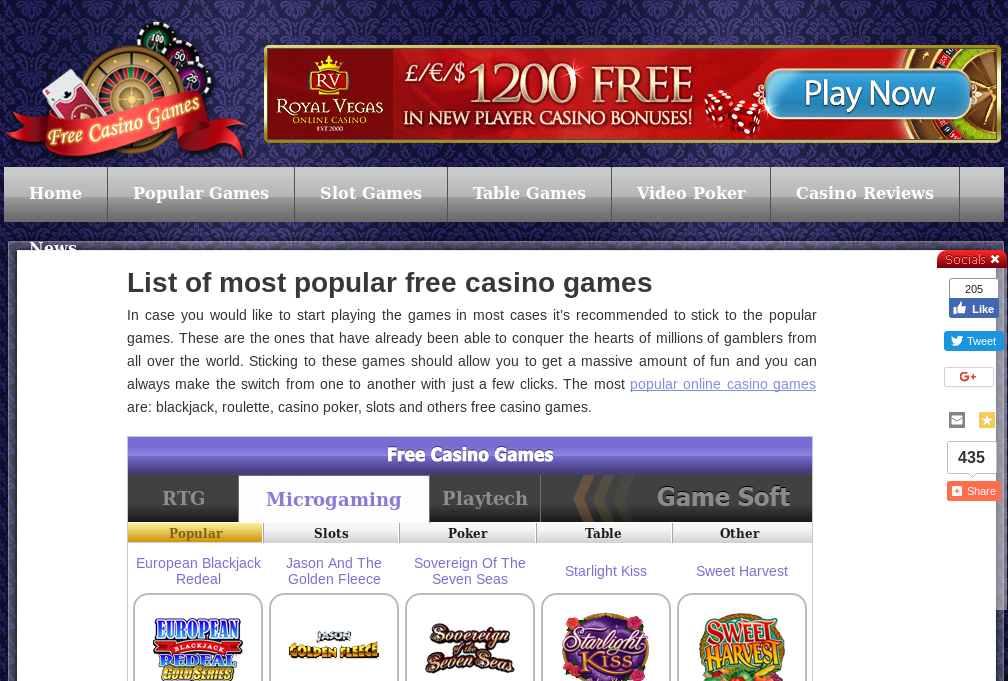 100
50
25
Free Casino Games
RV
ROYAL VEGAS
ONLINE CASINO
EST.2000
£/€/$ 1200 FREE
IN NEW PLAYER CASINO BONUSES!
Play Now
Home
Popular Games
Slot Games
Table Games
Video Poker
Casino Reviews
News
Socials
List of most popular free casino games
In case you would like to start playing the games in most cases it’s recommended to stick to the popular
games. These are the ones that have already been able to conquer the hearts of millions of gamblers from
all over the world. Sticking to these games should allow you to get a massive amount of fun and you can
always make the switch from one to another with just a few clicks. The most popular online casino games
are: blackjack, roulette, casino poker, slots and others free casino games.
205
Like
Tweet
G+
435
Share
Free Casino Games
RTG
Microgaming
Playtech
Game Soft
Popular
Slots
Poker
Table
Other
European Blackjack
Redeal
Jason And The
Golden Fleece
Sovereign Of The
Seven Seas
Starlight Kiss
Sweet Harvest
EUROPEAN
BLACKJACK
REDEAL
GOLD SERIES
JASON
GOLDEN FLEECE
Sovereign
of the
Seven Seas
Starlight
Kiss
SWEET
HARVEST